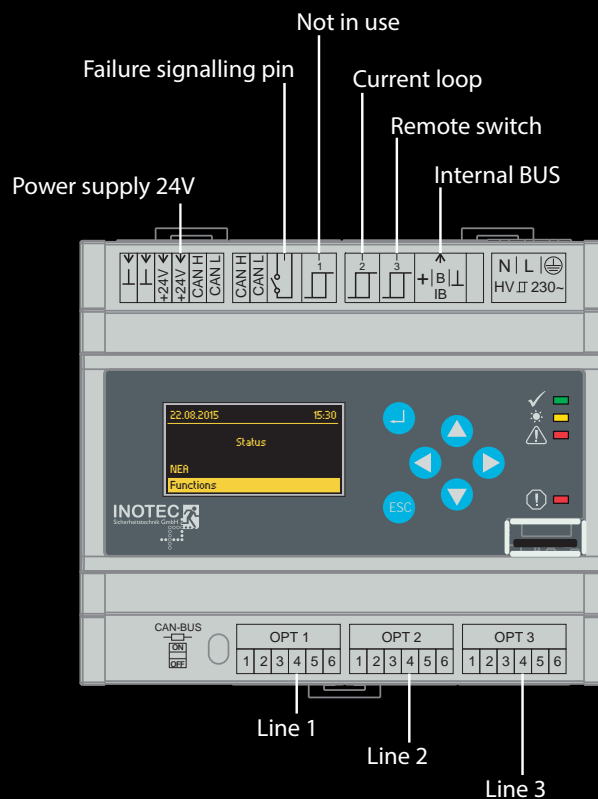 Not in use
Failure signalling pin
Current loop
Remote switch
Power supply 24V
Internal BUS
+24V
+24V
CAN H
CAN L
CAN H
CAN L
1
2
3
+ B
IB
N L
HV 230~
22.08.2015 15:30
Status
NEA
Functions
ESC
INOTEC
Sicherheitstechnik GmbH
CAN-BUS
ON
OFF
OPT 1
1 2 3 4 5 6
OPT 2
1 2 3 4 5 6
OPT 3
1 2 3 4 5 6
Line 1
Line 2
Line 3